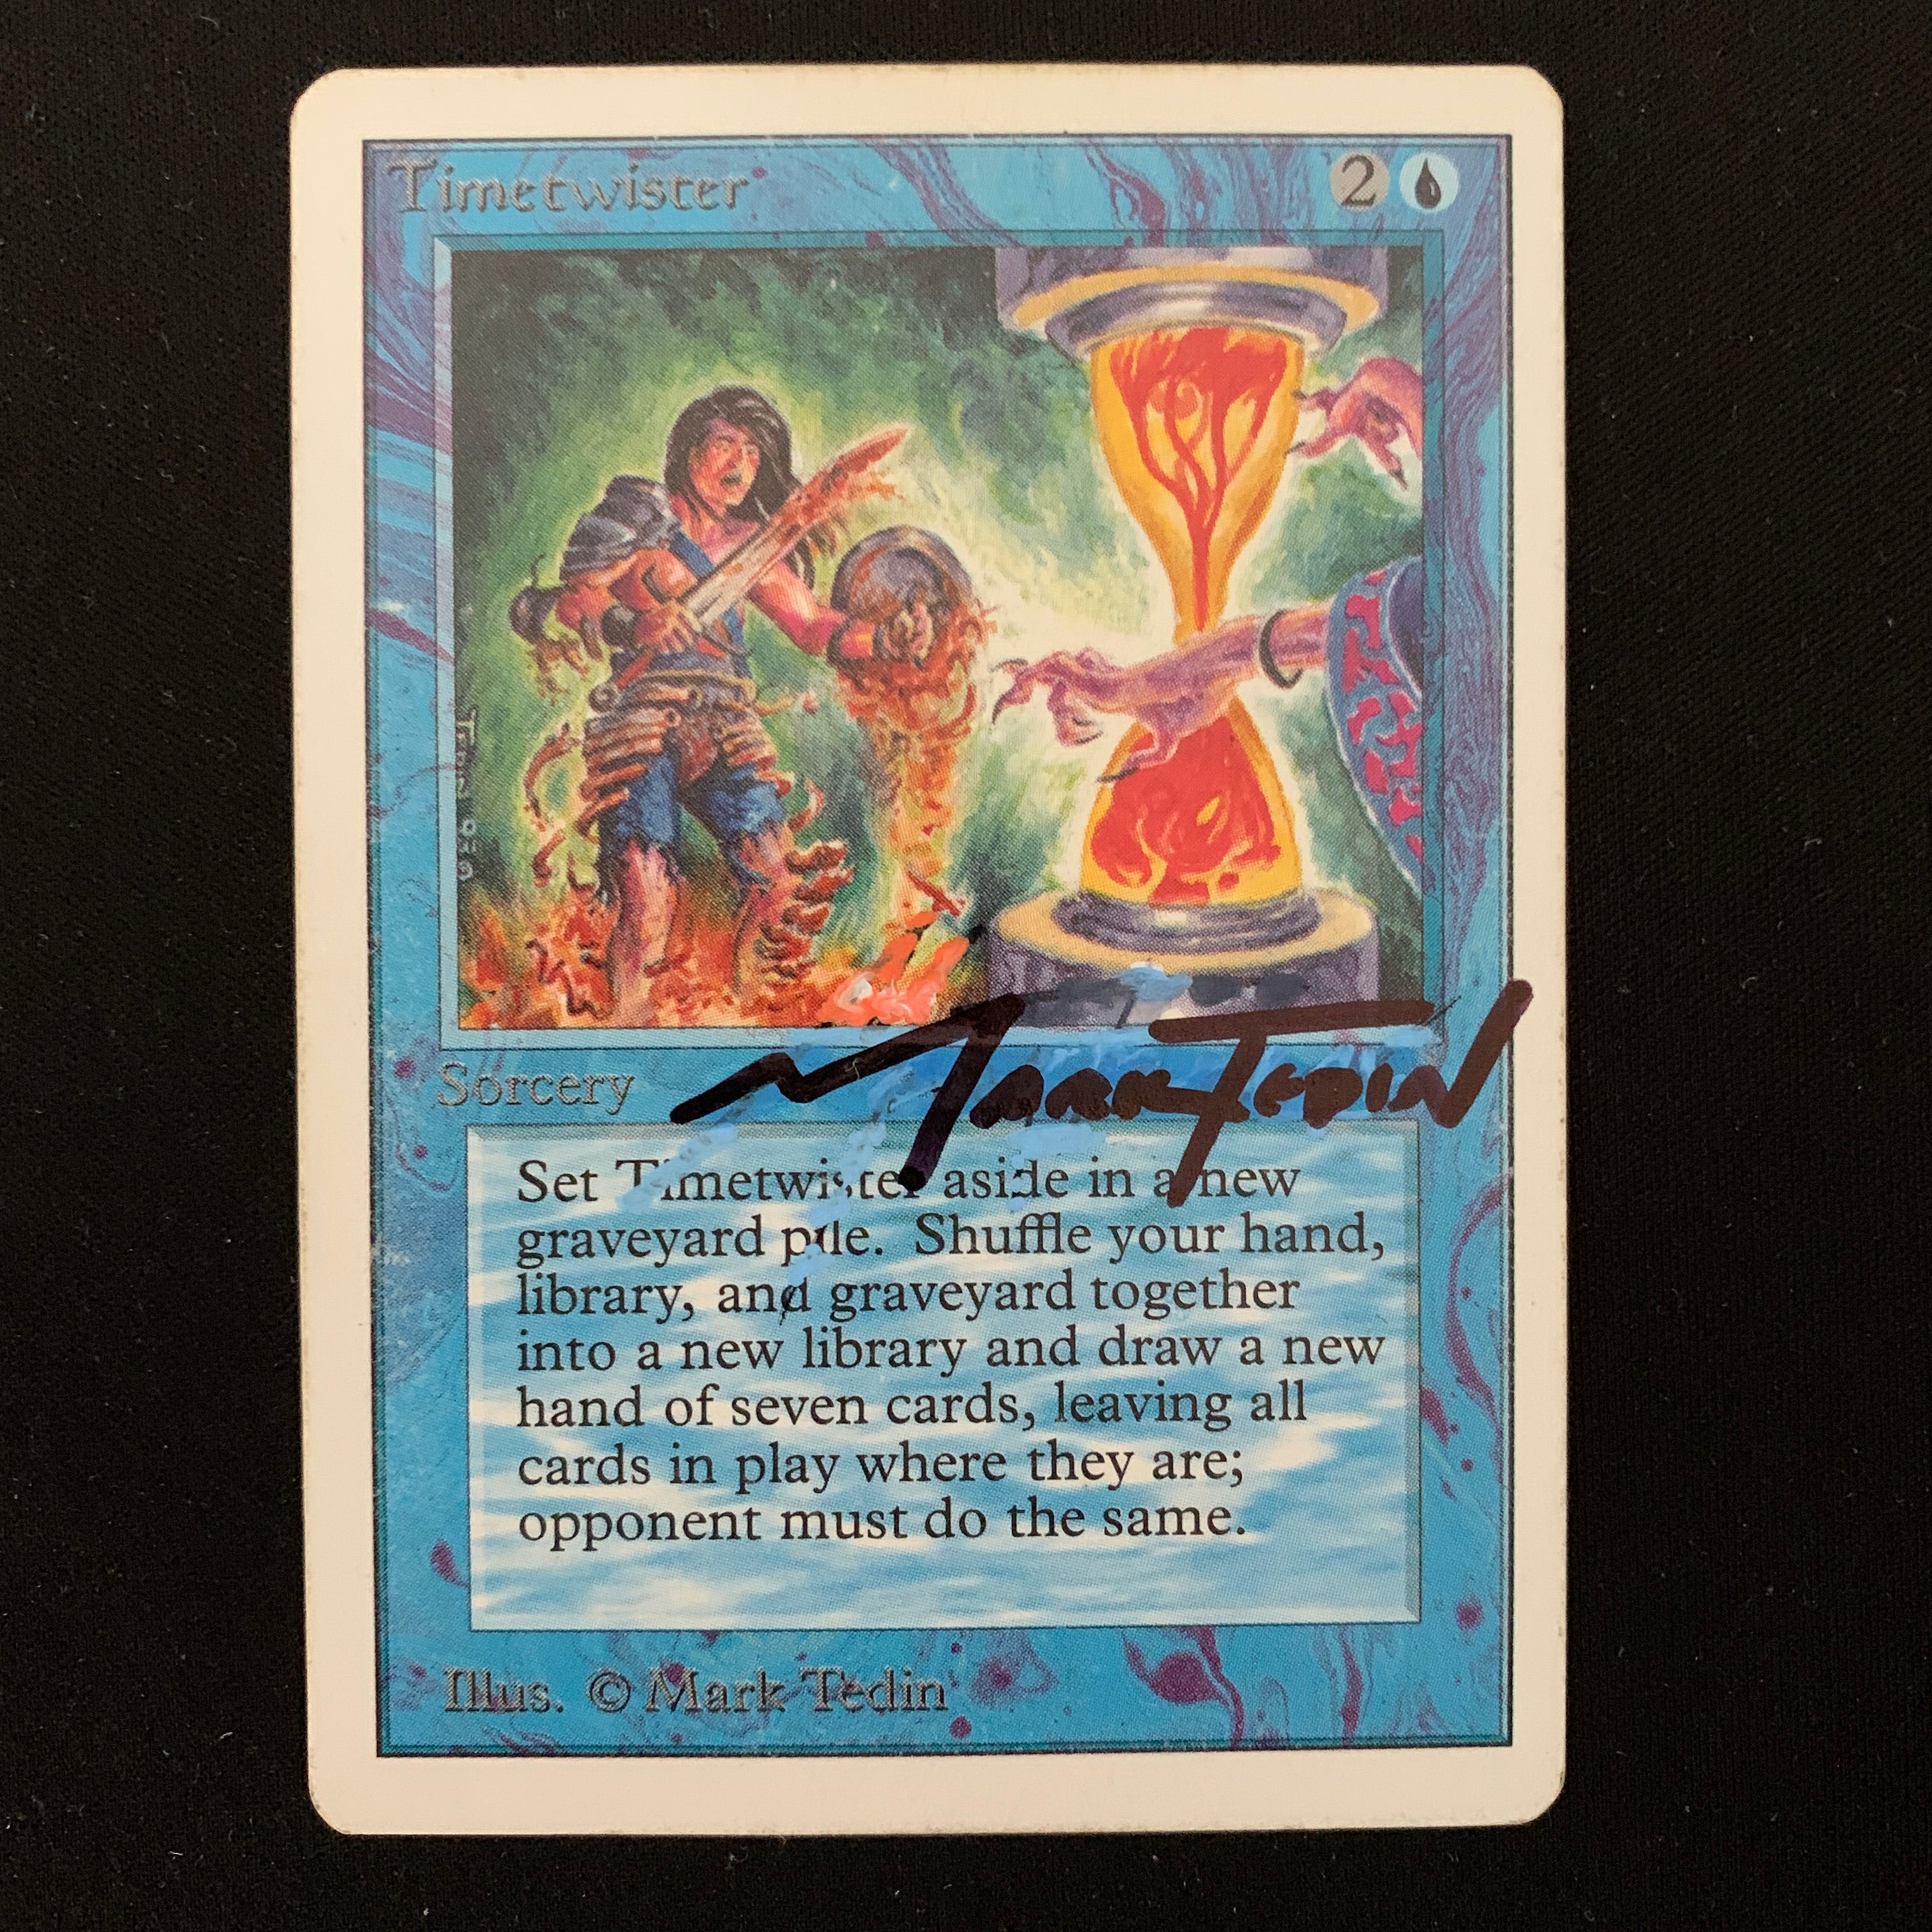 Timetwister 2
Mark Tedin
Sorcery
Set Timetwister aside in a new
graveyard pile. Shuffle your hand,
library, and graveyard together
into a new library and draw a new
hand of seven cards, leaving all
cards in play where they are;
opponent must do the same.
Illus. © Mark Tedin